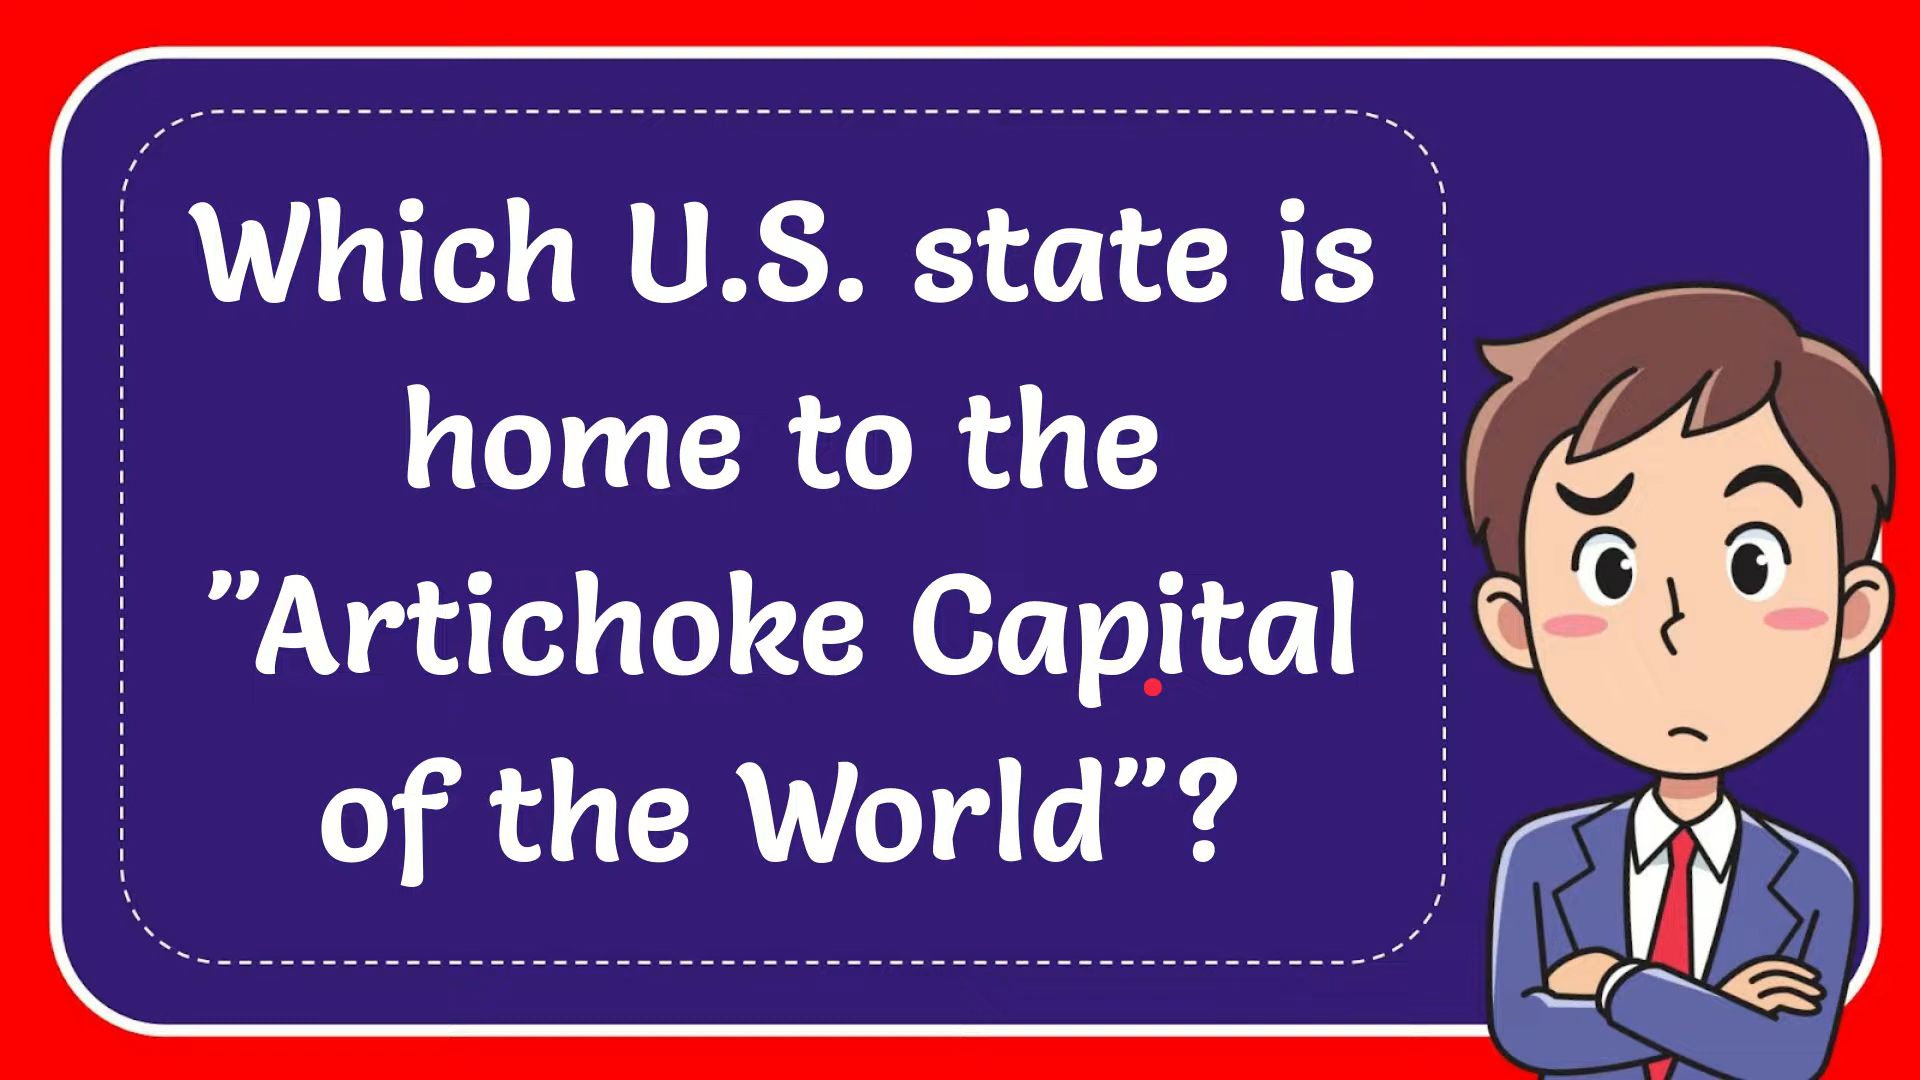 Which U.S. state is
home to the
”Artichoke Capital
of the World”?